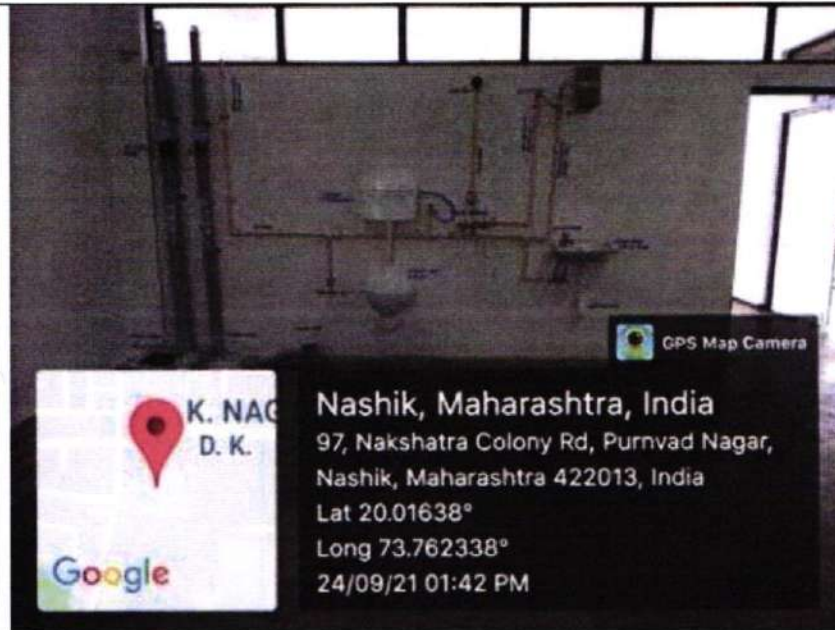 GPS Map Camera
K. NAG
D. K.
Google
Nashik, Maharashtra, India
97, Nakshatra Colony Rd, Purnvad Nagar,
Nashik, Maharashtra 422013, India
Lat 20.01638°
Long 73.762338°
24/09/21 01:42 PM